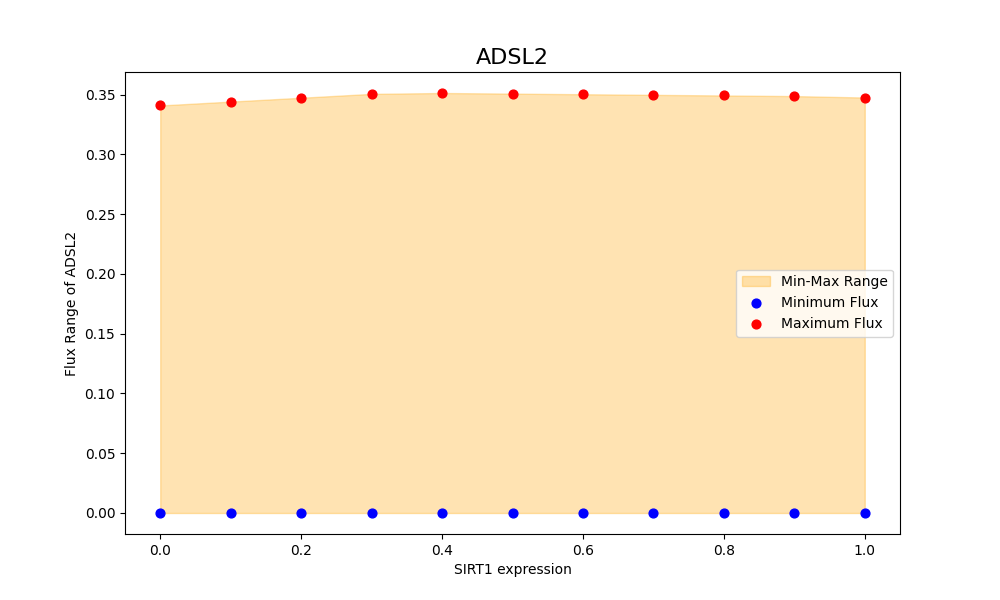 ADSL2
Flux Range of ADSL2
0.35
0.30
0.25
0.20
0.15
0.10
0.05
0.00
Min-Max Range
Minimum Flux
Maximum Flux
0.0 0.2 0.4 0.6 0.8 1.0
SIRT1 expression